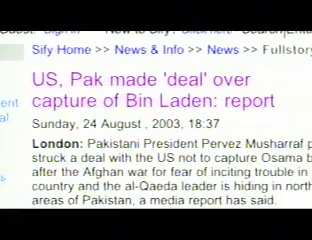 Sify Home >> News & Info >> News > Fullstory
US, Pak made 'deal' over
capture of Bin Laden: report
Sunday, 24 August , 2003, 18:37
London: Pakistani President Pervez Musharraf
struck a deal with the US not to capture Osama
after the Afghan war for fear of inciting trouble in
country and the al-Qaeda leader is hiding in
areas of Pakistan, a media report has said.